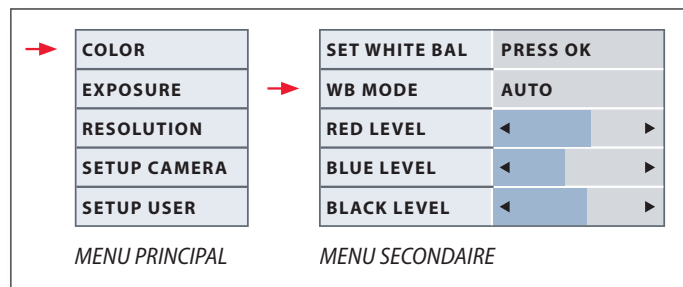 COLOR
EXPOSURE
RESOLUTION
SETUP CAMERA
SETUP USER
MENU PRINCIPAL
SET WHITE BAL PRESS OK
WB MODE AUTO
RED LEVEL
BLUE LEVEL
BLACK LEVEL
MENU SECONDAIRE